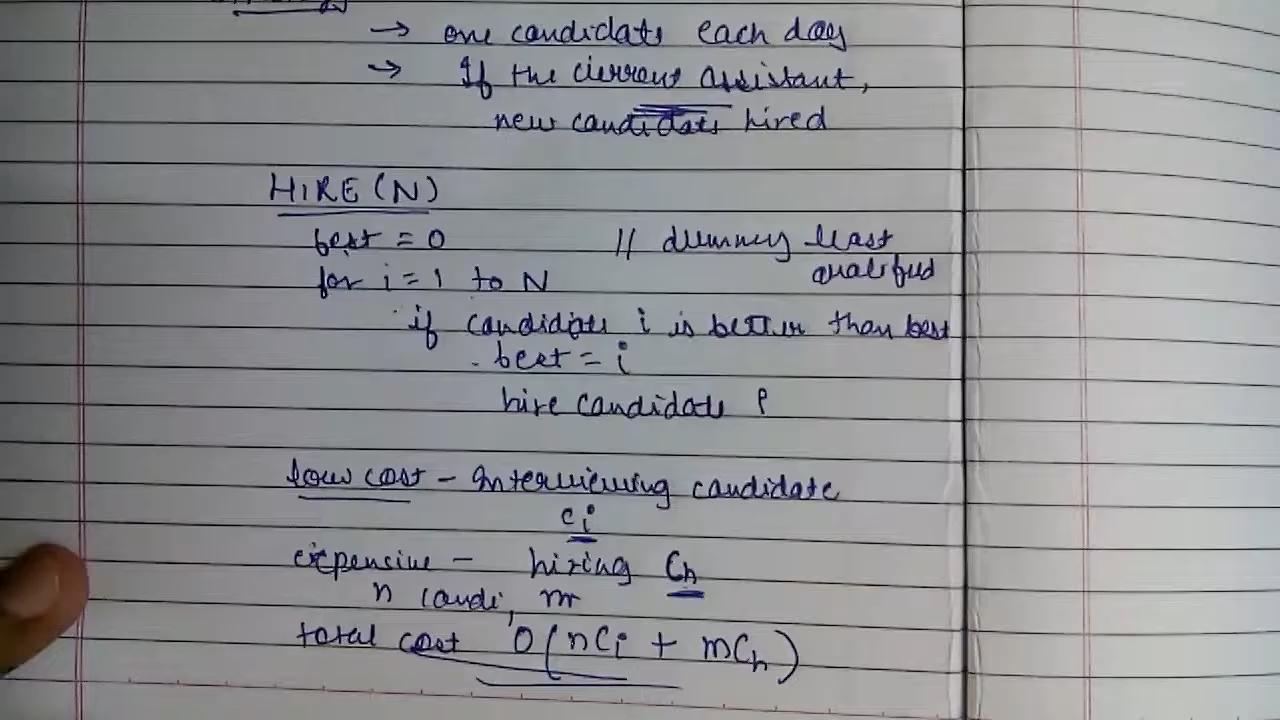 → one candidate each day
→ If the current assistant,
new candidate hired
HIRE (N)
best = 0 // dummy least
qualified
for i = 1 to N
if candidate i is better than best
best = i
hire candidate i
low cost - Interviewing candidate
Ci
expensive - hiring Ch
n candi, m
total cost O(nCi + mCh)